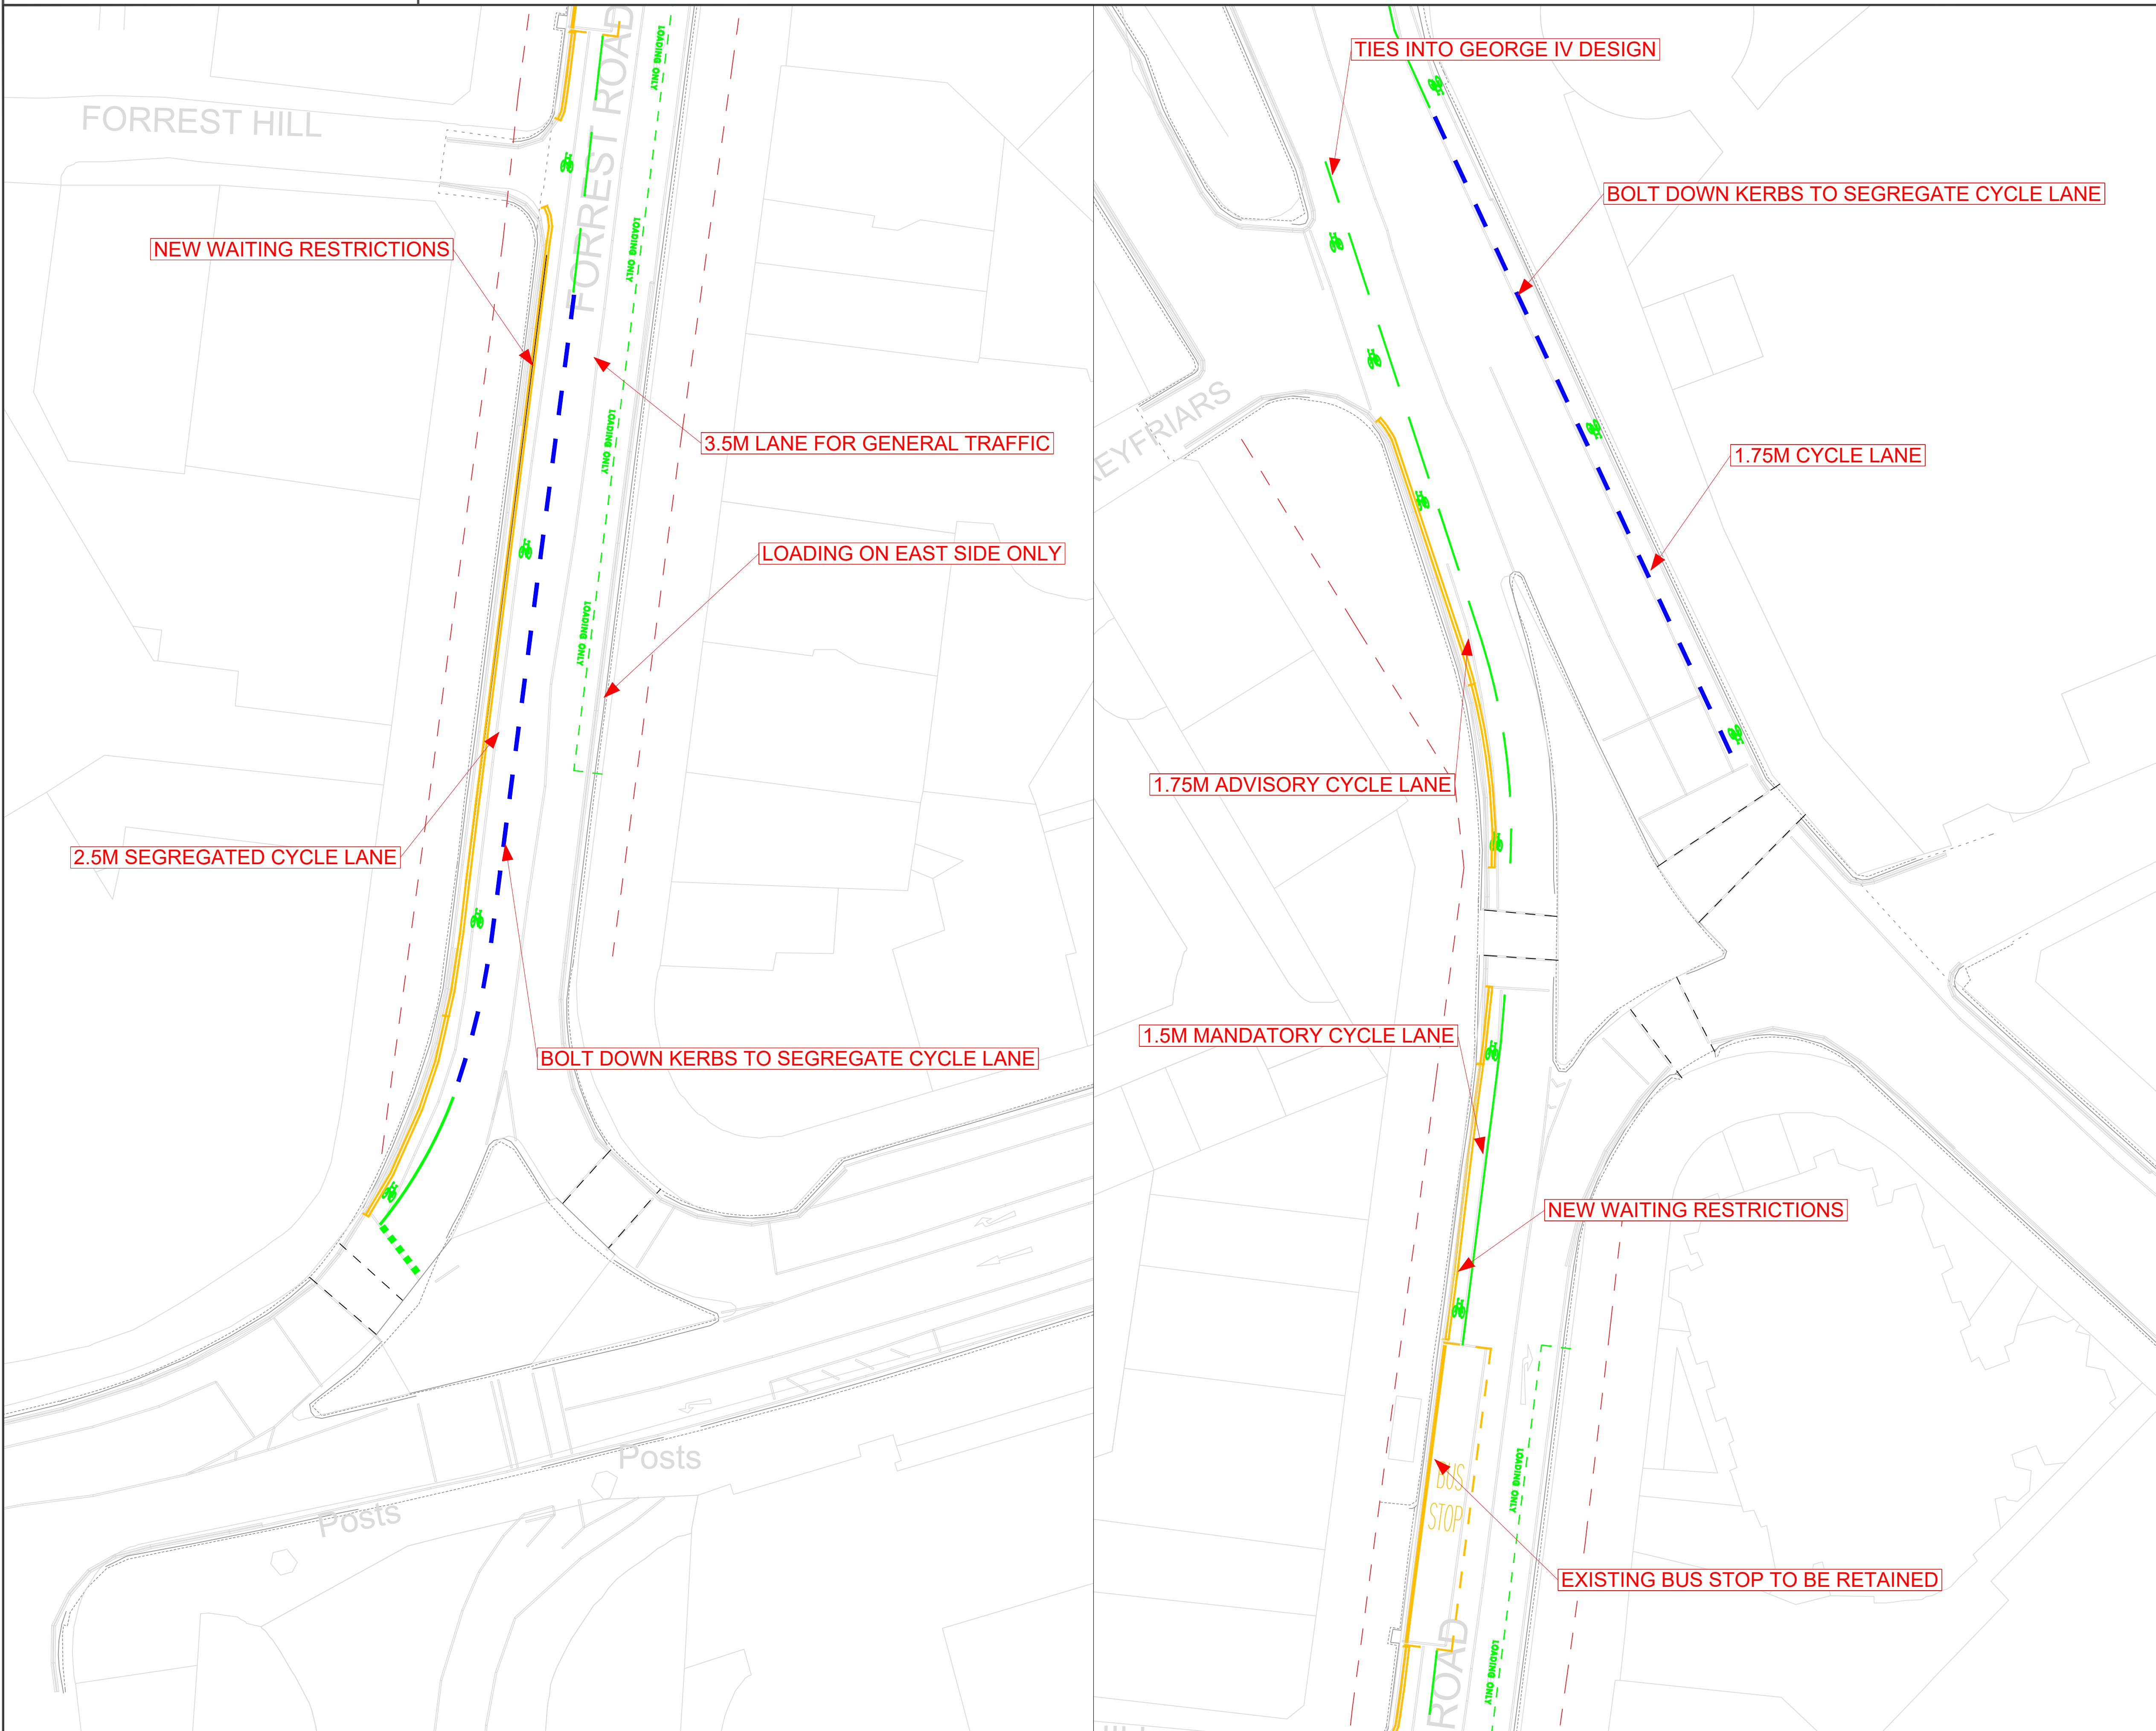 FORREST HILL
FORREST ROAD
FORREST ROAD
LOADING ONLY
LOADING ONLY
LOADING ONLY
LOADING ONLY
NEW WAITING RESTRICTIONS
3.5M LANE FOR GENERAL TRAFFIC
LOADING ON EAST SIDE ONLY
2.5M SEGREGATED CYCLE LANE
BOLT DOWN KERBS TO SEGREGATE CYCLE LANE
Posts
Posts
TIES INTO GEORGE IV DESIGN
BOLT DOWN KERBS TO SEGREGATE CYCLE LANE
EYFRIARS
1.75M CYCLE LANE
1.75M ADVISORY CYCLE LANE
1.5M MANDATORY CYCLE LANE
NEW WAITING RESTRICTIONS
BUS
STOP
LOADING ONLY
EXISTING BUS STOP TO BE RETAINED
LOADING ONLY
ROAD